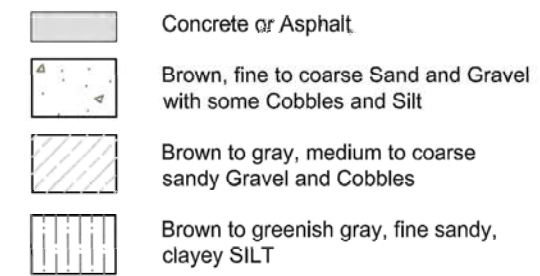 Concrete or Asphalt
Brown, fine to coarse Sand and Gravel
with some Cobbles and Silt
Brown to gray, medium to coarse
sandy Gravel and Cobbles
Brown to greenish gray, fine sandy,
clayey SILT